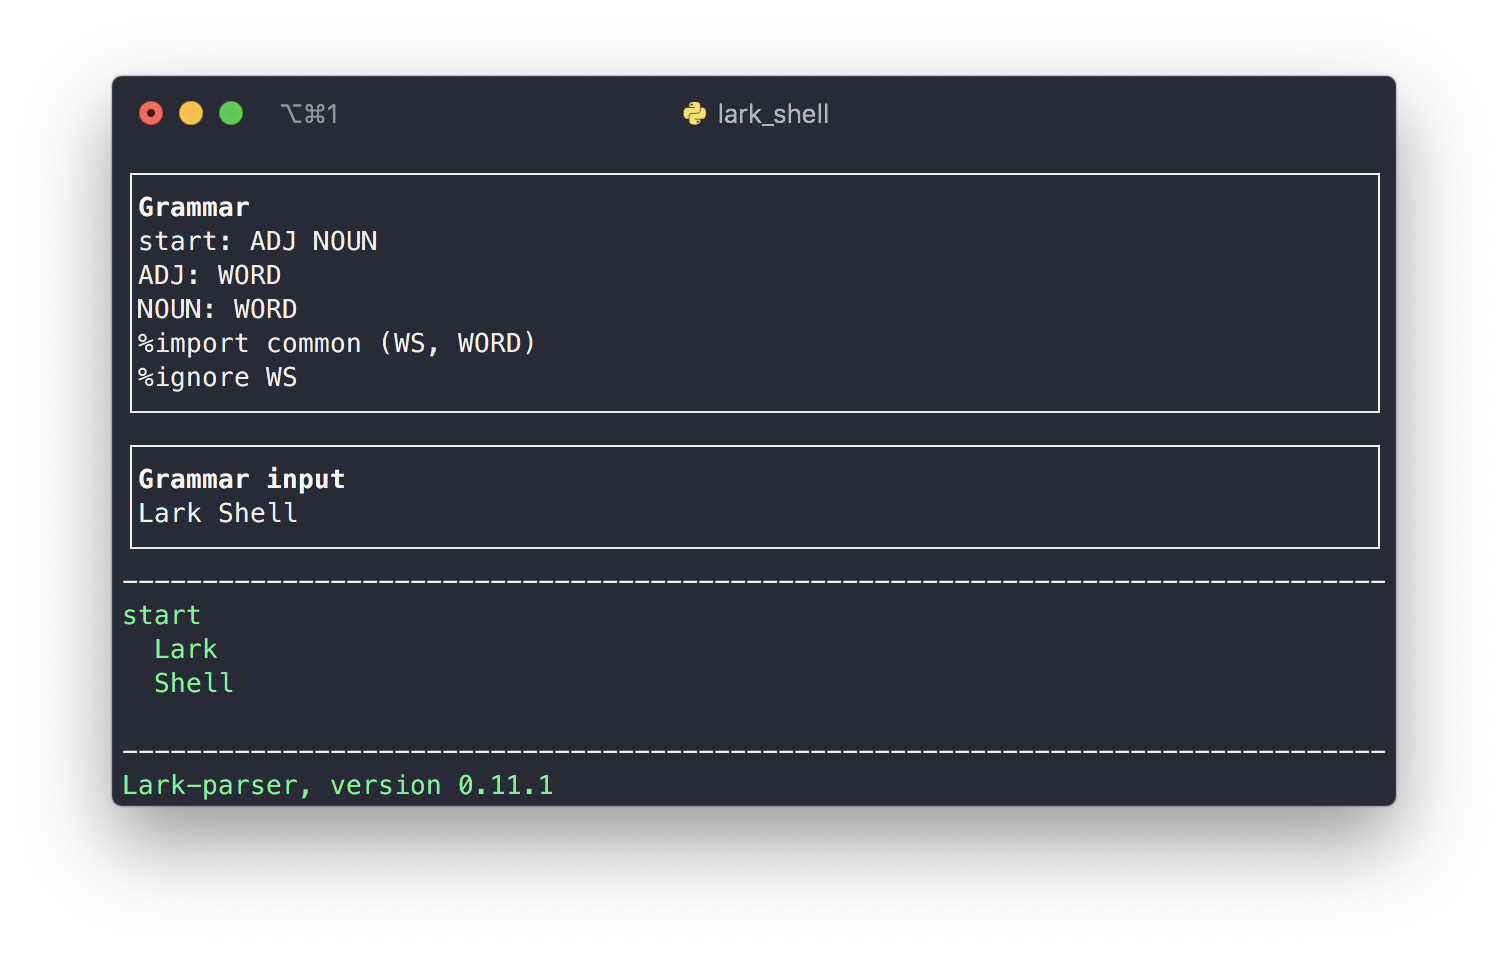 ⌥⌘1
lark_shell
Grammar
start: ADJ NOUN
ADJ: WORD
NOUN: WORD
%import common (WS, WORD)
%ignore WS
Grammar input
Lark Shell
start
  Lark
  Shell
Lark-parser, version 0.11.1